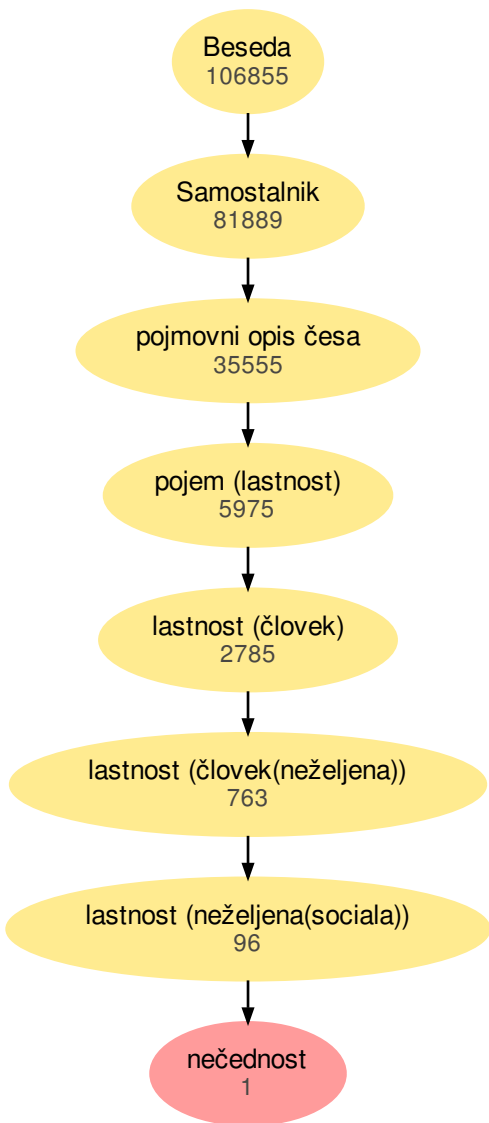 Beseda
106855
Samostalnik
81889
pojmovni opis česa
35555
pojem (lastnost)
5975
lastnost (človek)
2785
lastnost (človek(neželjena))
763
lastnost (neželjena(sociala))
96
nečednost
1